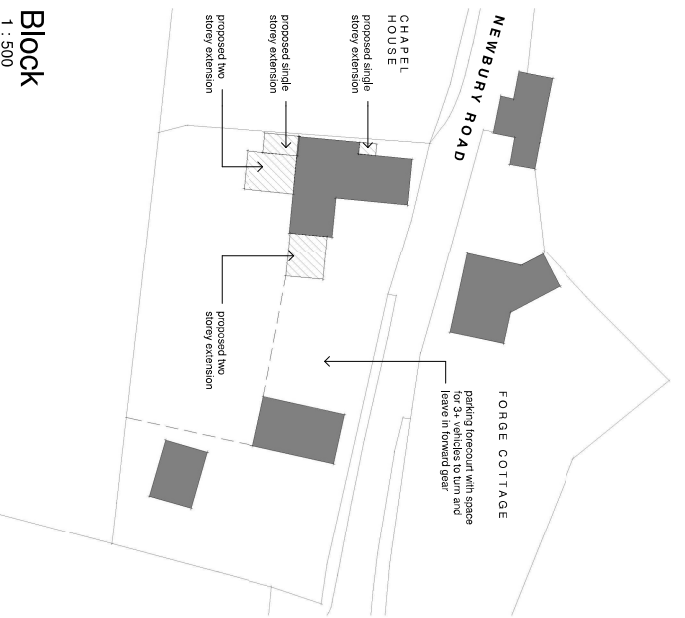 NEWBURY ROAD
CHAPEL
HOUSE
proposed single
storey extension
proposed single
storey extension
proposed two
storey extension
proposed two
storey extension
FORGE COTTAGE
parking forecourt with space
for 3+ vehicles to turn and
leave in forward gear
Block
1 : 500